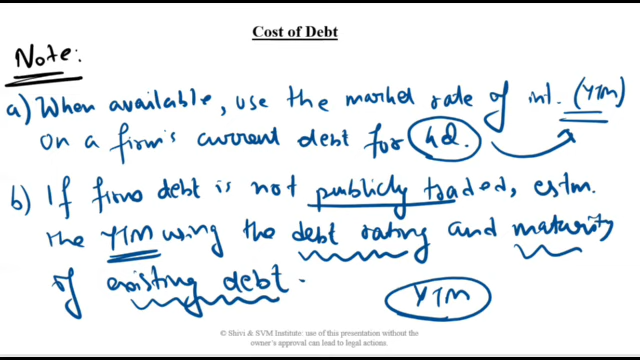 Cost of Debt
Note:
a) When available, use the market rate of int. (YTM)
on a firm's current debt for kd.
b) If firms debt is not publicly traded, estm.
the YTM using the debt rating and maturity
of existing debt.
YTM
© Shivi & SVM Institute: use of this presentation without the
owner's approval can lead to legal actions.